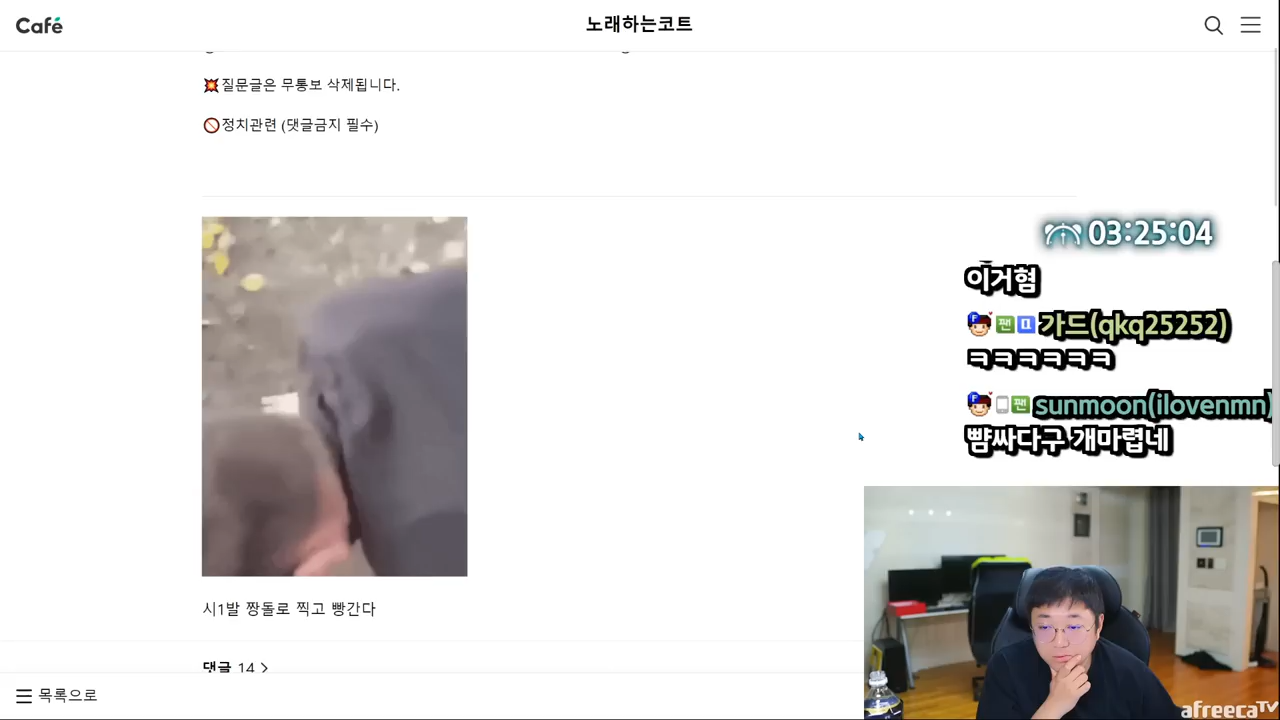 Café
노래하는코트
질문글은 무통보 삭제됩니다.
정치관련 (댓글금지 필수)
03:25:04
이거혐
가드(qkq25252)
ㅋㅋㅋㅋㅋㅋ
sunmoon(ilovenmn)
뺨싸다구 개마렵네
시1발 짱돌로 찍고 빵간다
댓글 14
목록으로
afreecaTV